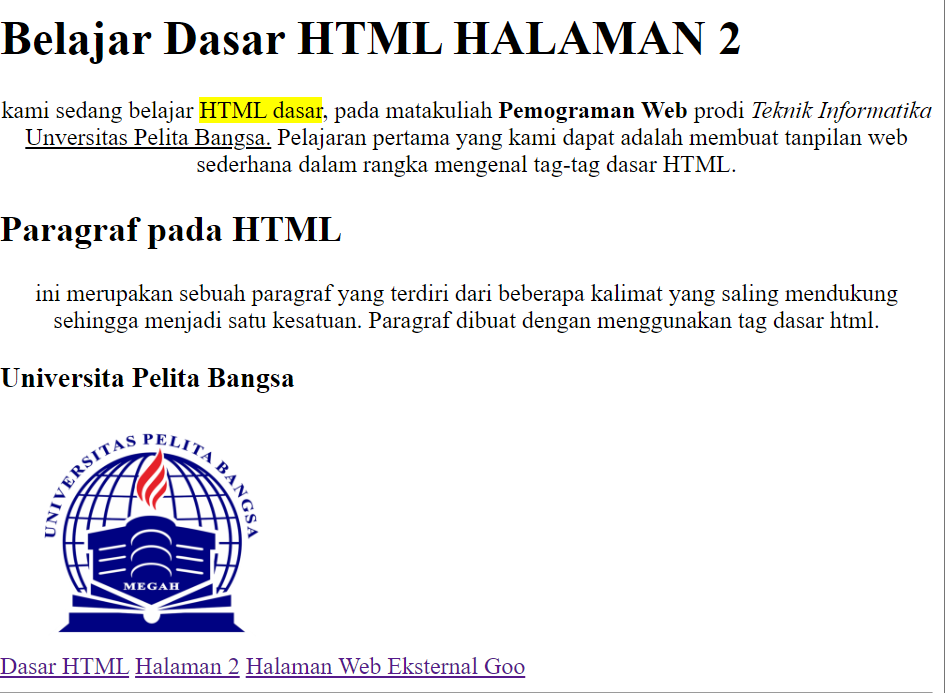 Belajar Dasar HTML HALAMAN 2
kami sedang belajar HTML dasar, pada matakuliah Pemograman Web prodi Teknik Informatika
Unversitas Pelita Bangsa. Pelajaran pertama yang kami dapat adalah membuat tanpilan web
sederhana dalam rangka mengenal tag-tag dasar HTML.
Paragraf pada HTML
ini merupakan sebuah paragraf yang terdiri dari beberapa kalimat yang saling mendukung
sehingga menjadi satu kesatuan. Paragraf dibuat dengan menggunakan tag dasar html.
Universita Pelita Bangsa
UNIVERSITAS PELITA BANGSA
MEGAH
Dasar HTML Halaman 2 Halaman Web Eksternal Goo